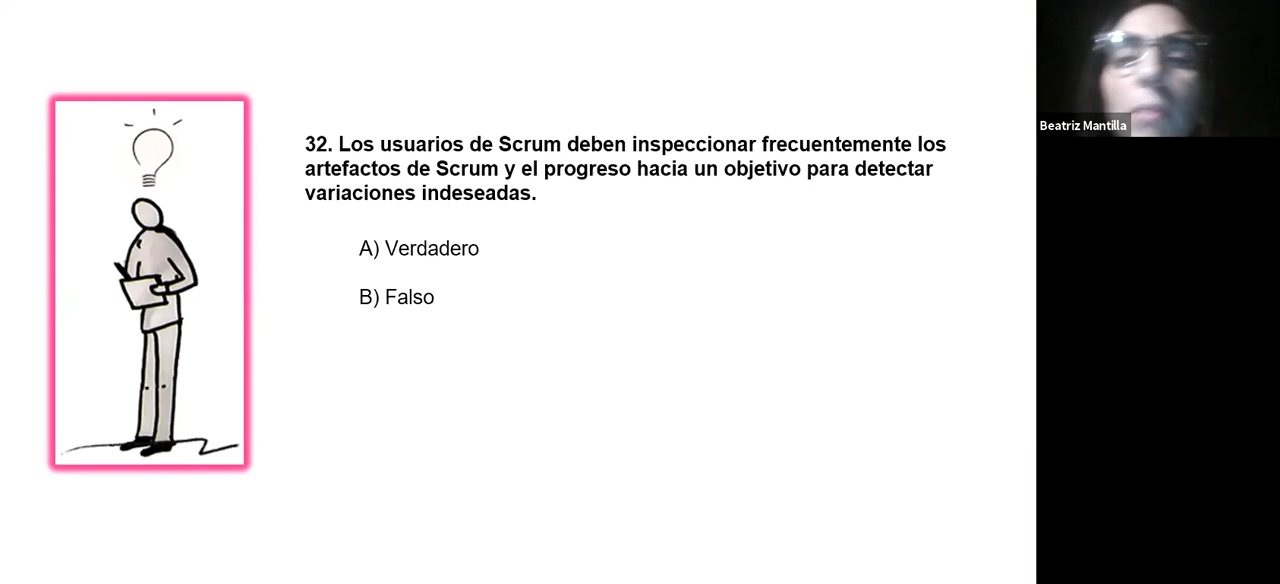 32. Los usuarios de Scrum deben inspeccionar frecuentemente los
artefactos de Scrum y el progreso hacia un objetivo para detectar
variaciones indeseadas.
A) Verdadero
B) Falso
Beatriz Mantilla